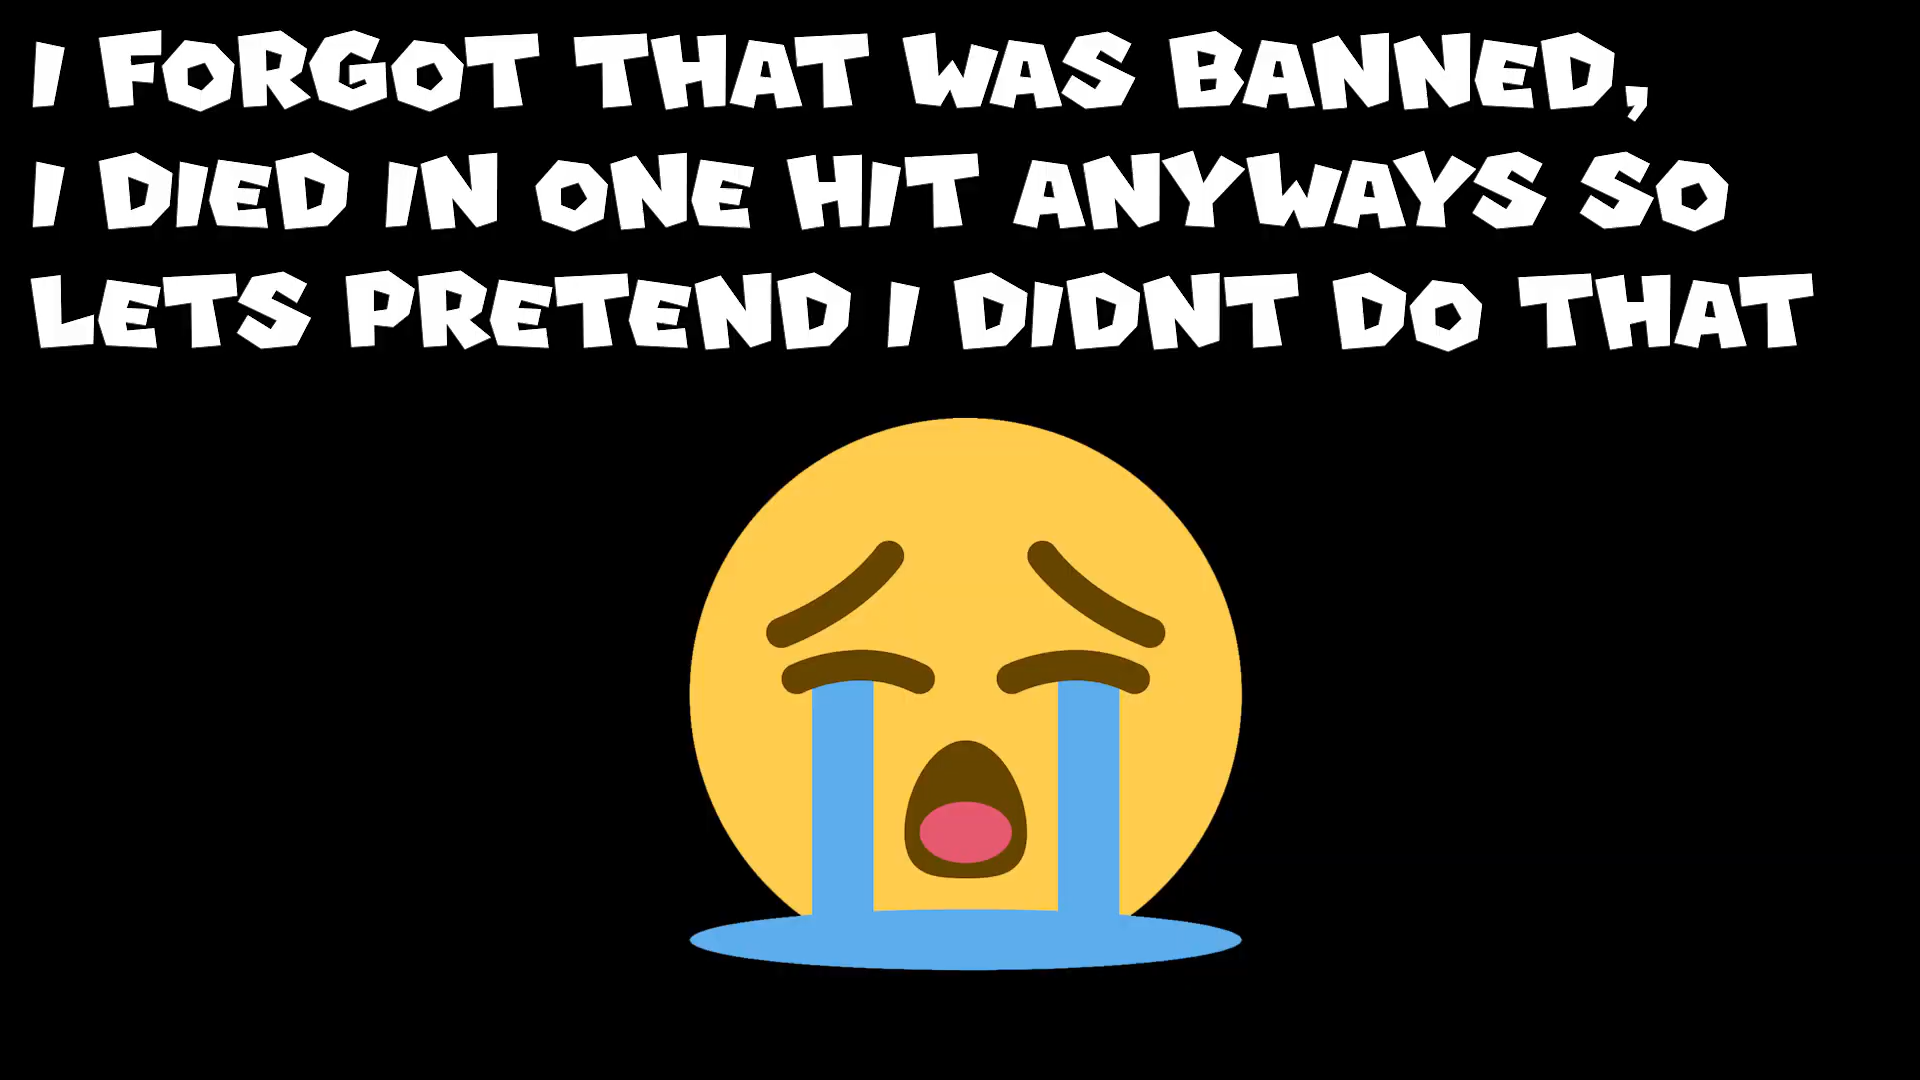 I FORGOT THAT WAS BANNED,
I DIED IN ONE HIT ANYWAYS SO
LETS PRETEND I DIDNT DO THAT